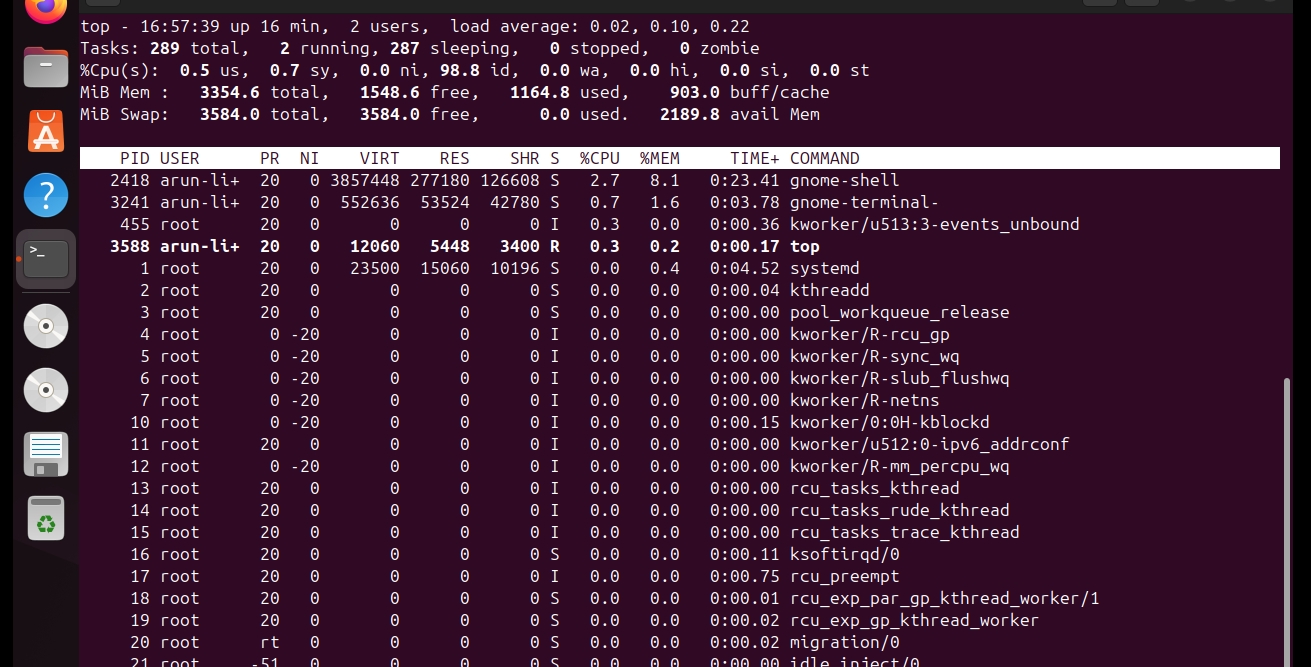 top - 16:57:39 up 16 min,  2 users,  load average: 0.02, 0.10, 0.22
Tasks: 289 total,   2 running, 287 sleeping,   0 stopped,   0 zombie
%Cpu(s):  0.5 us,  0.7 sy,  0.0 ni, 98.8 id,  0.0 wa,  0.0 hi,  0.0 si,  0.0 st
MiB Mem :   3354.6 total,   1548.6 free,   1164.8 used,    903.0 buff/cache
MiB Swap:   3584.0 total,   3584.0 free,      0.0 used.   2189.8 avail Mem
    PID USER      PR  NI    VIRT    RES    SHR S  %CPU  %MEM     TIME+ COMMAND
   2418 arun-li+  20   0 3857448 277180 126608 S   2.7   8.1   0:23.41 gnome-shell
   3241 arun-li+  20   0  552636  53524  42780 S   0.7   1.6   0:03.78 gnome-terminal-
    455 root      20   0       0      0      0 I   0.3   0.0   0:00.36 kworker/u513:3-events_unbound
   3588 arun-li+  20   0   12060   5448   3400 R   0.3   0.2   0:00.17 top
      1 root      20   0   23500  15060  10196 S   0.0   0.4   0:04.52 systemd
      2 root      20   0       0      0      0 S   0.0   0.0   0:00.04 kthreadd
      3 root      20   0       0      0      0 S   0.0   0.0   0:00.00 pool_workqueue_release
      4 root       0 -20       0      0      0 I   0.0   0.0   0:00.00 kworker/R-rcu_gp
      5 root       0 -20       0      0      0 I   0.0   0.0   0:00.00 kworker/R-sync_wq
      6 root       0 -20       0      0      0 I   0.0   0.0   0:00.00 kworker/R-slub_flushwq
      7 root       0 -20       0      0      0 I   0.0   0.0   0:00.00 kworker/R-netns
     10 root       0 -20       0      0      0 I   0.0   0.0   0:00.15 kworker/0:0H-kblockd
     11 root      20   0       0      0      0 I   0.0   0.0   0:00.00 kworker/u512:0-ipv6_addrconf
     12 root       0 -20       0      0      0 I   0.0   0.0   0:00.00 kworker/R-mm_percpu_wq
     13 root      20   0       0      0      0 I   0.0   0.0   0:00.00 rcu_tasks_kthread
     14 root      20   0       0      0      0 I   0.0   0.0   0:00.00 rcu_tasks_rude_kthread
     15 root      20   0       0      0      0 I   0.0   0.0   0:00.00 rcu_tasks_trace_kthread
     16 root      20   0       0      0      0 S   0.0   0.0   0:00.11 ksoftirqd/0
     17 root      20   0       0      0      0 I   0.0   0.0   0:00.75 rcu_preempt
     18 root      20   0       0      0      0 S   0.0   0.0   0:00.01 rcu_exp_par_gp_kthread_worker/1
     19 root      20   0       0      0      0 S   0.0   0.0   0:00.02 rcu_exp_gp_kthread_worker
     20 root      rt   0       0      0      0 S   0.0   0.0   0:00.02 migration/0
     21 root     -51   0       0      0      0 S   0.0   0.0   0:00.00 idle_inject/0